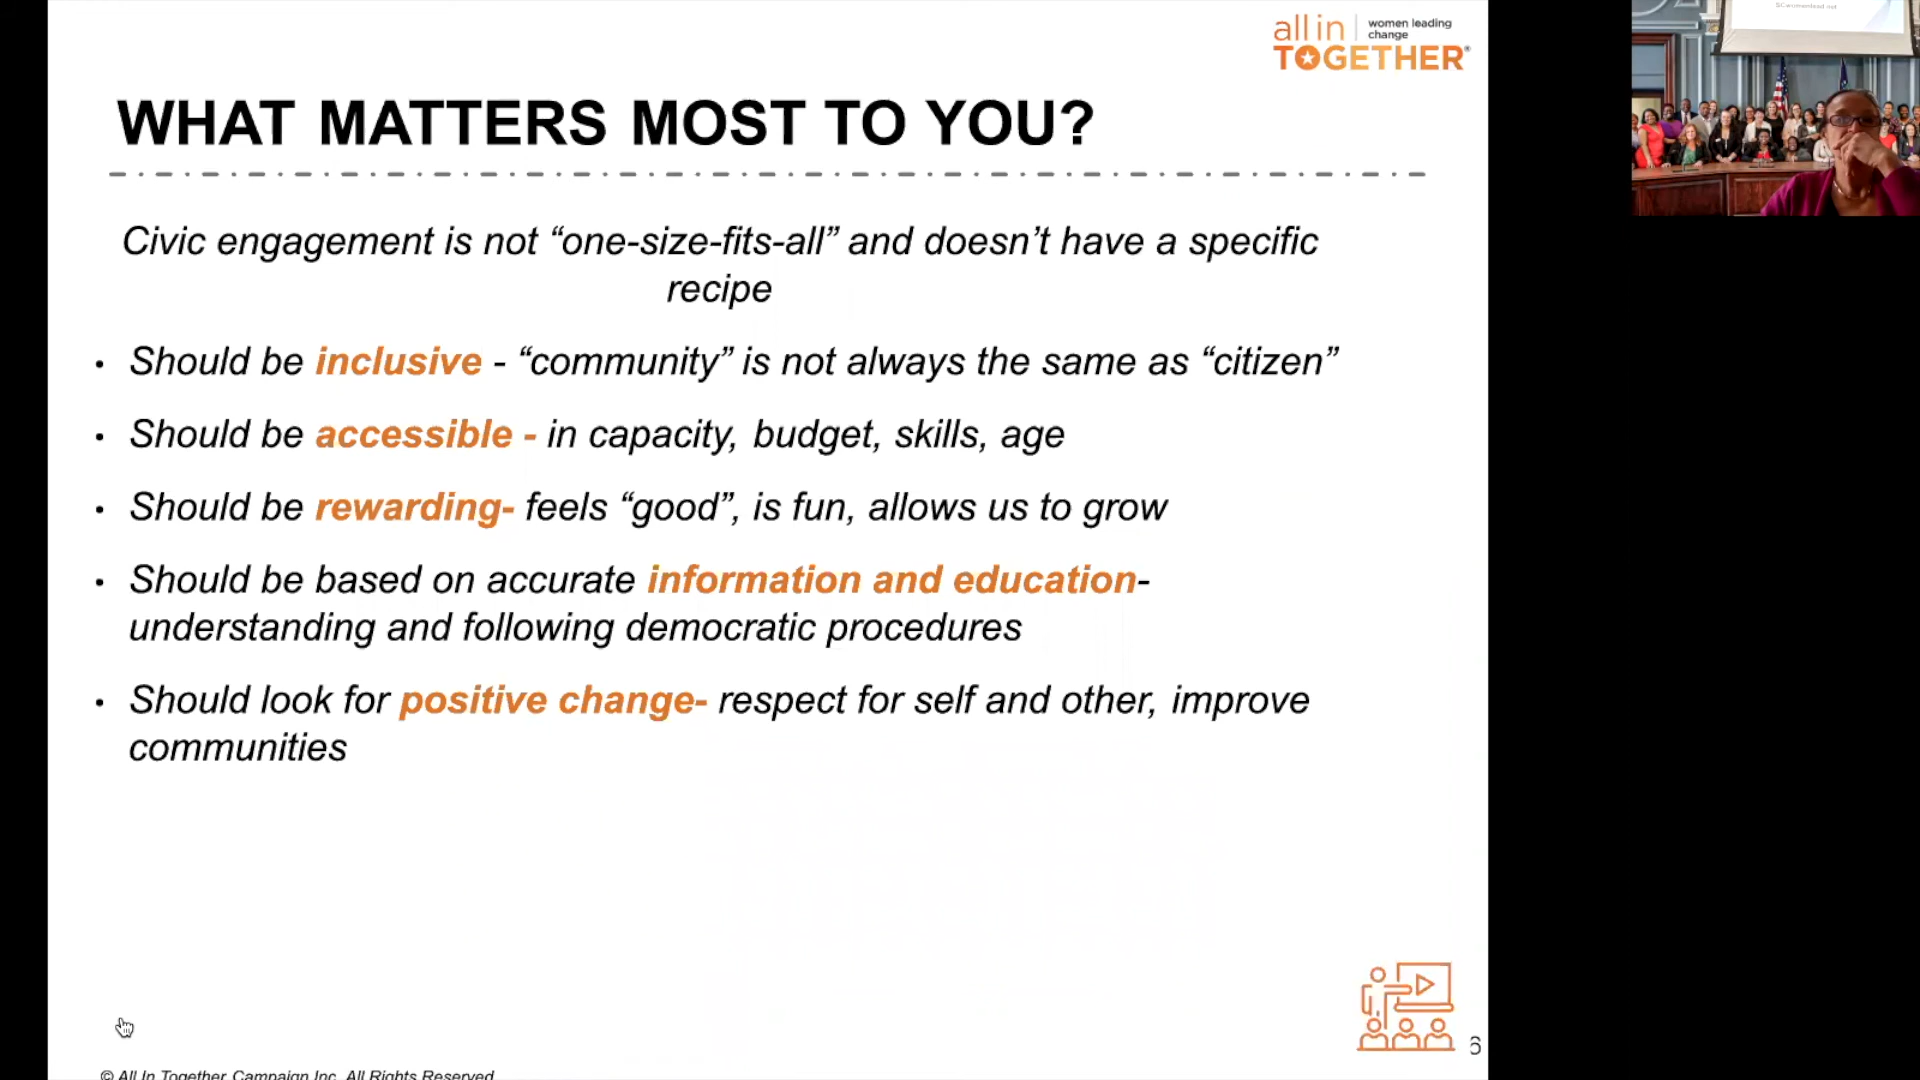 all in
women leading
change
TOGETHER®
WHAT MATTERS MOST TO YOU?
Civic engagement is not “one-size-fits-all” and doesn’t have a specific
recipe
• Should be inclusive - “community” is not always the same as “citizen”
• Should be accessible - in capacity, budget, skills, age
• Should be rewarding- feels “good”, is fun, allows us to grow
• Should be based on accurate information and education-
understanding and following democratic procedures
• Should look for positive change- respect for self and other, improve
communities
6
© All In Together Campaign Inc. All Rights Reserved